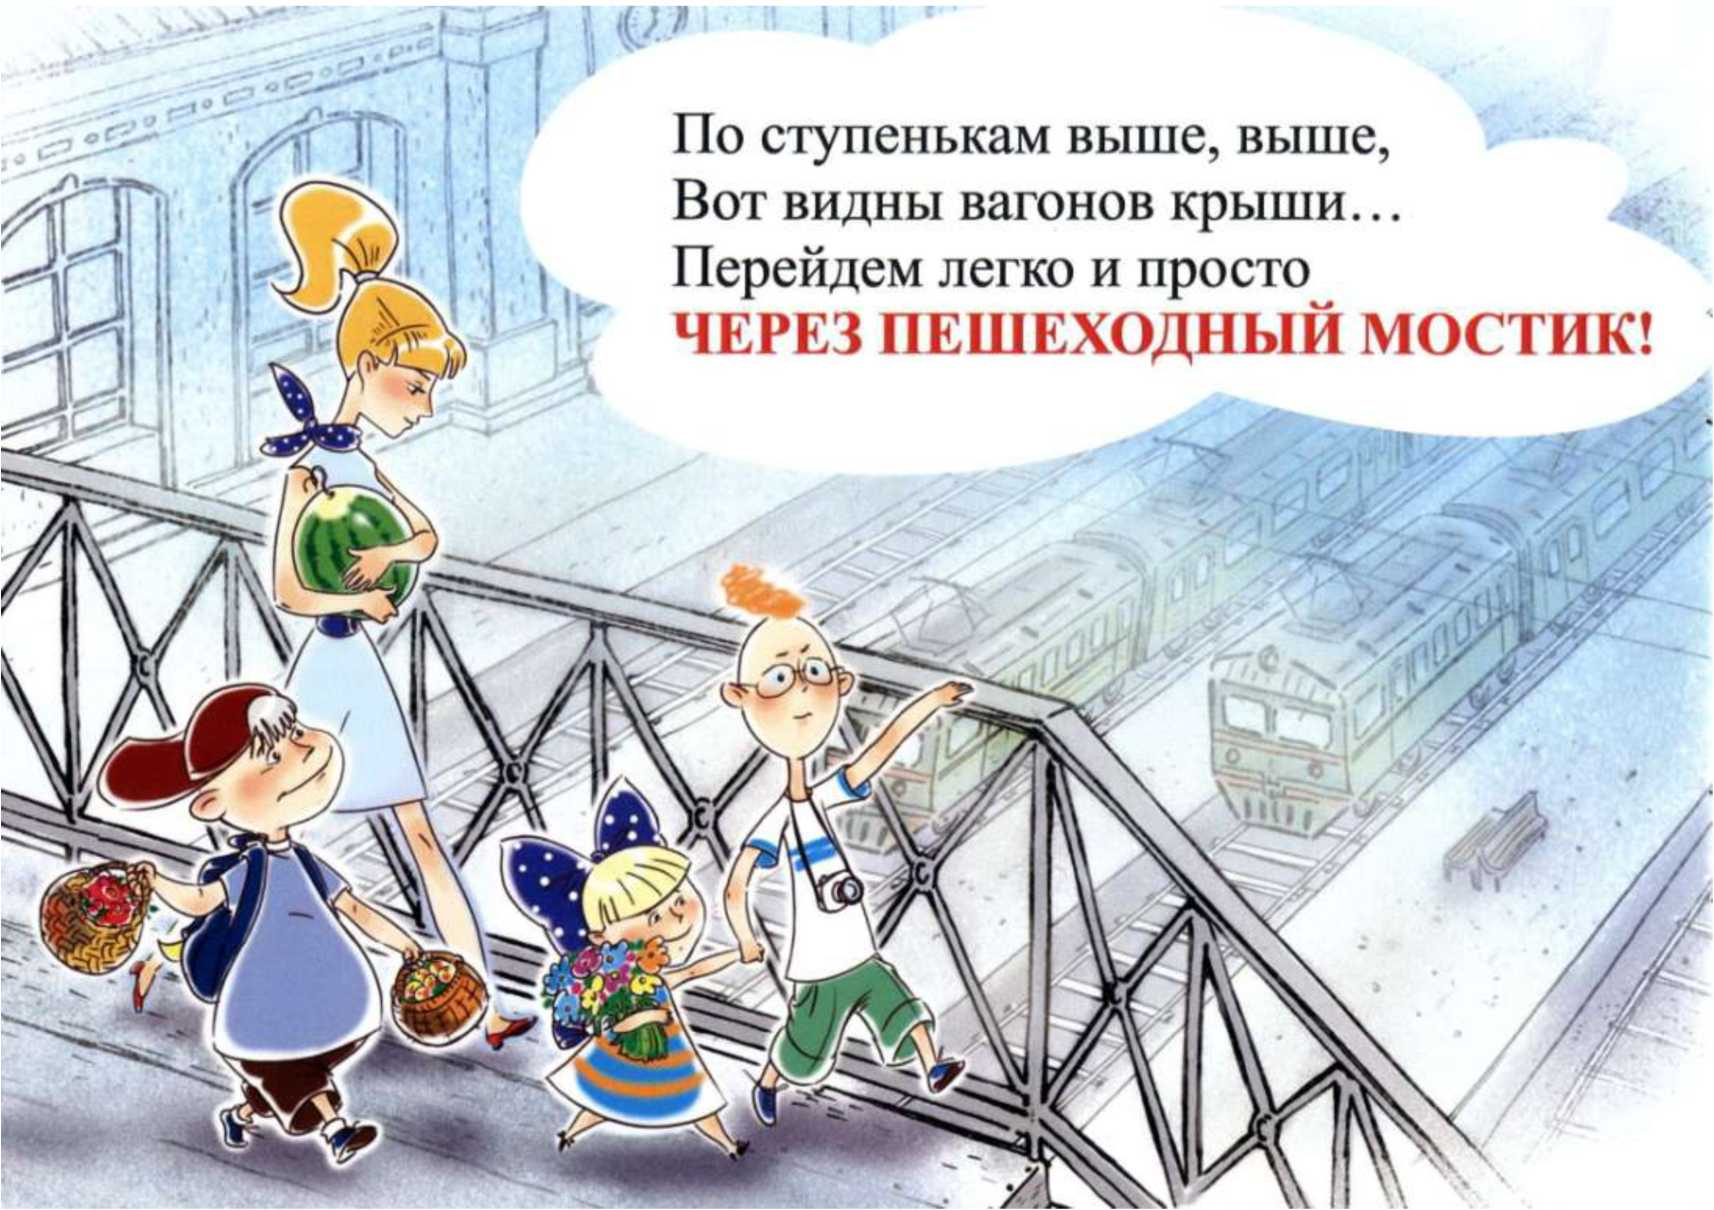 По ступенькам выше, выше,
Вот видны вагонов крыши...
Перейдем легко и просто
ЧЕРЕЗ ПЕШЕХОДНЫЙ МОСТИК!